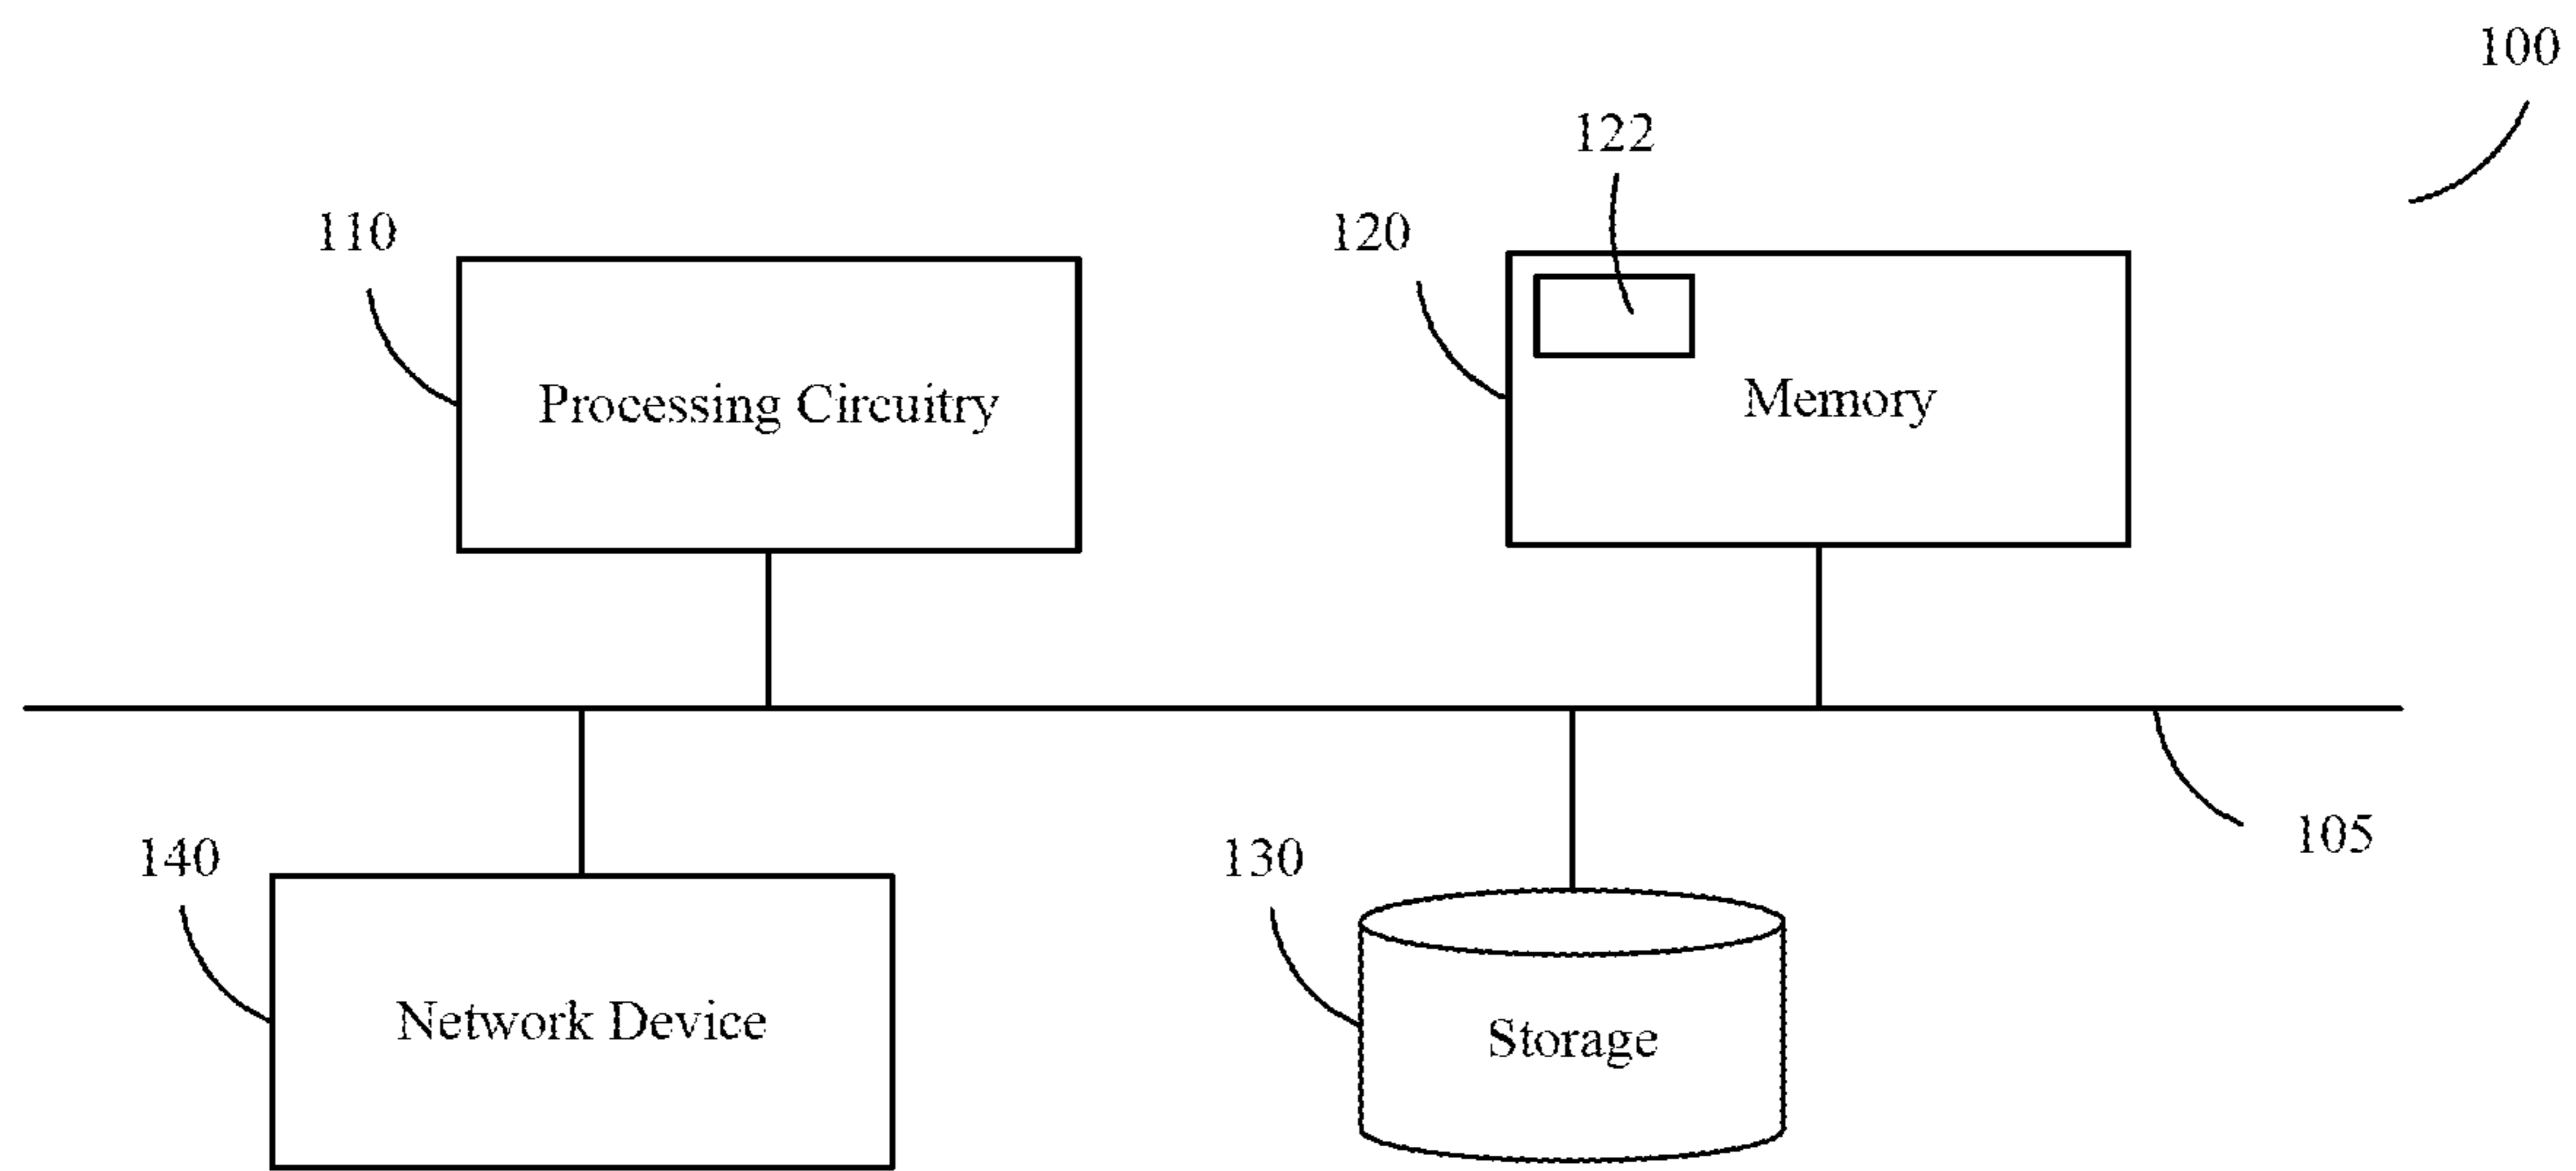 100
122
110
120
Processing Circuitry
Memory
105
140
130
Network Device
Storage